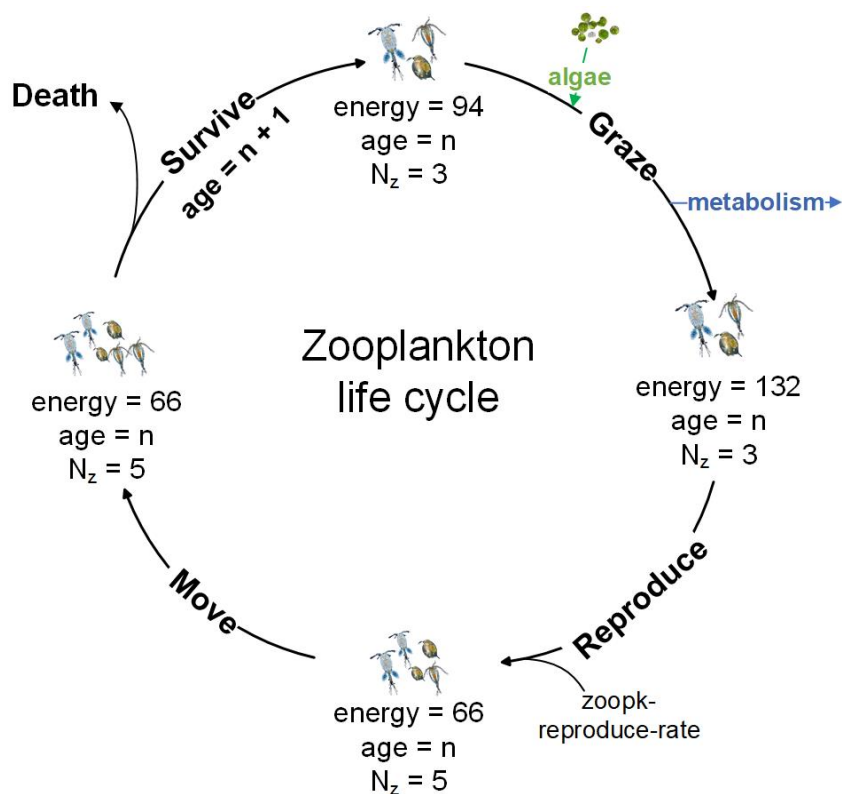 energy = 94
age = n
Nz = 3
algae
Graze
metabolism
energy = 132
age = n
Nz = 3
Reproduce
zoopk-
reproduce-rate
energy = 66
age = n
Nz = 5
Move
energy = 66
age = n
Nz = 5
Death
Survive
age = n + 1
Zooplankton
life cycle